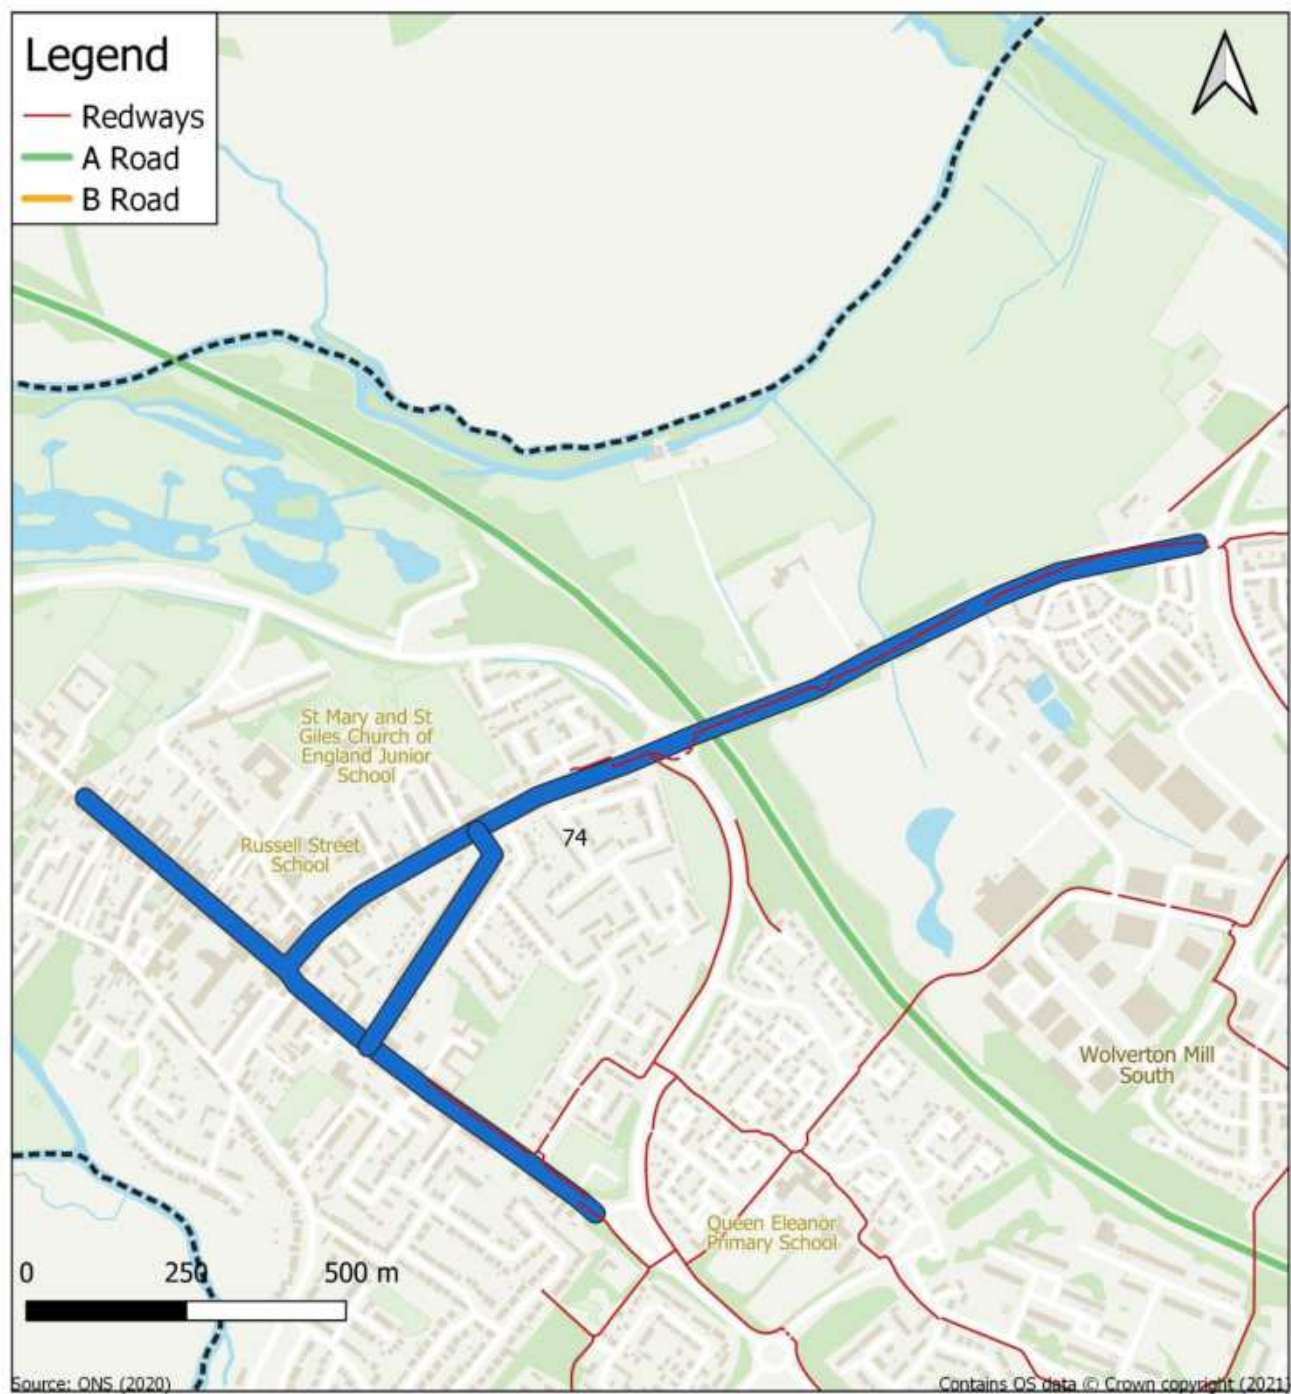 Legend
Redways
A Road
B Road
St Mary and St
Giles Church of
England Junior
School
Russell Street
School
74
Wolverton Mill
South
Queen Eleanor
Primary School
0 250 500 m
Source: ONS (2020)
Contains OS data © Crown copyright (2021)